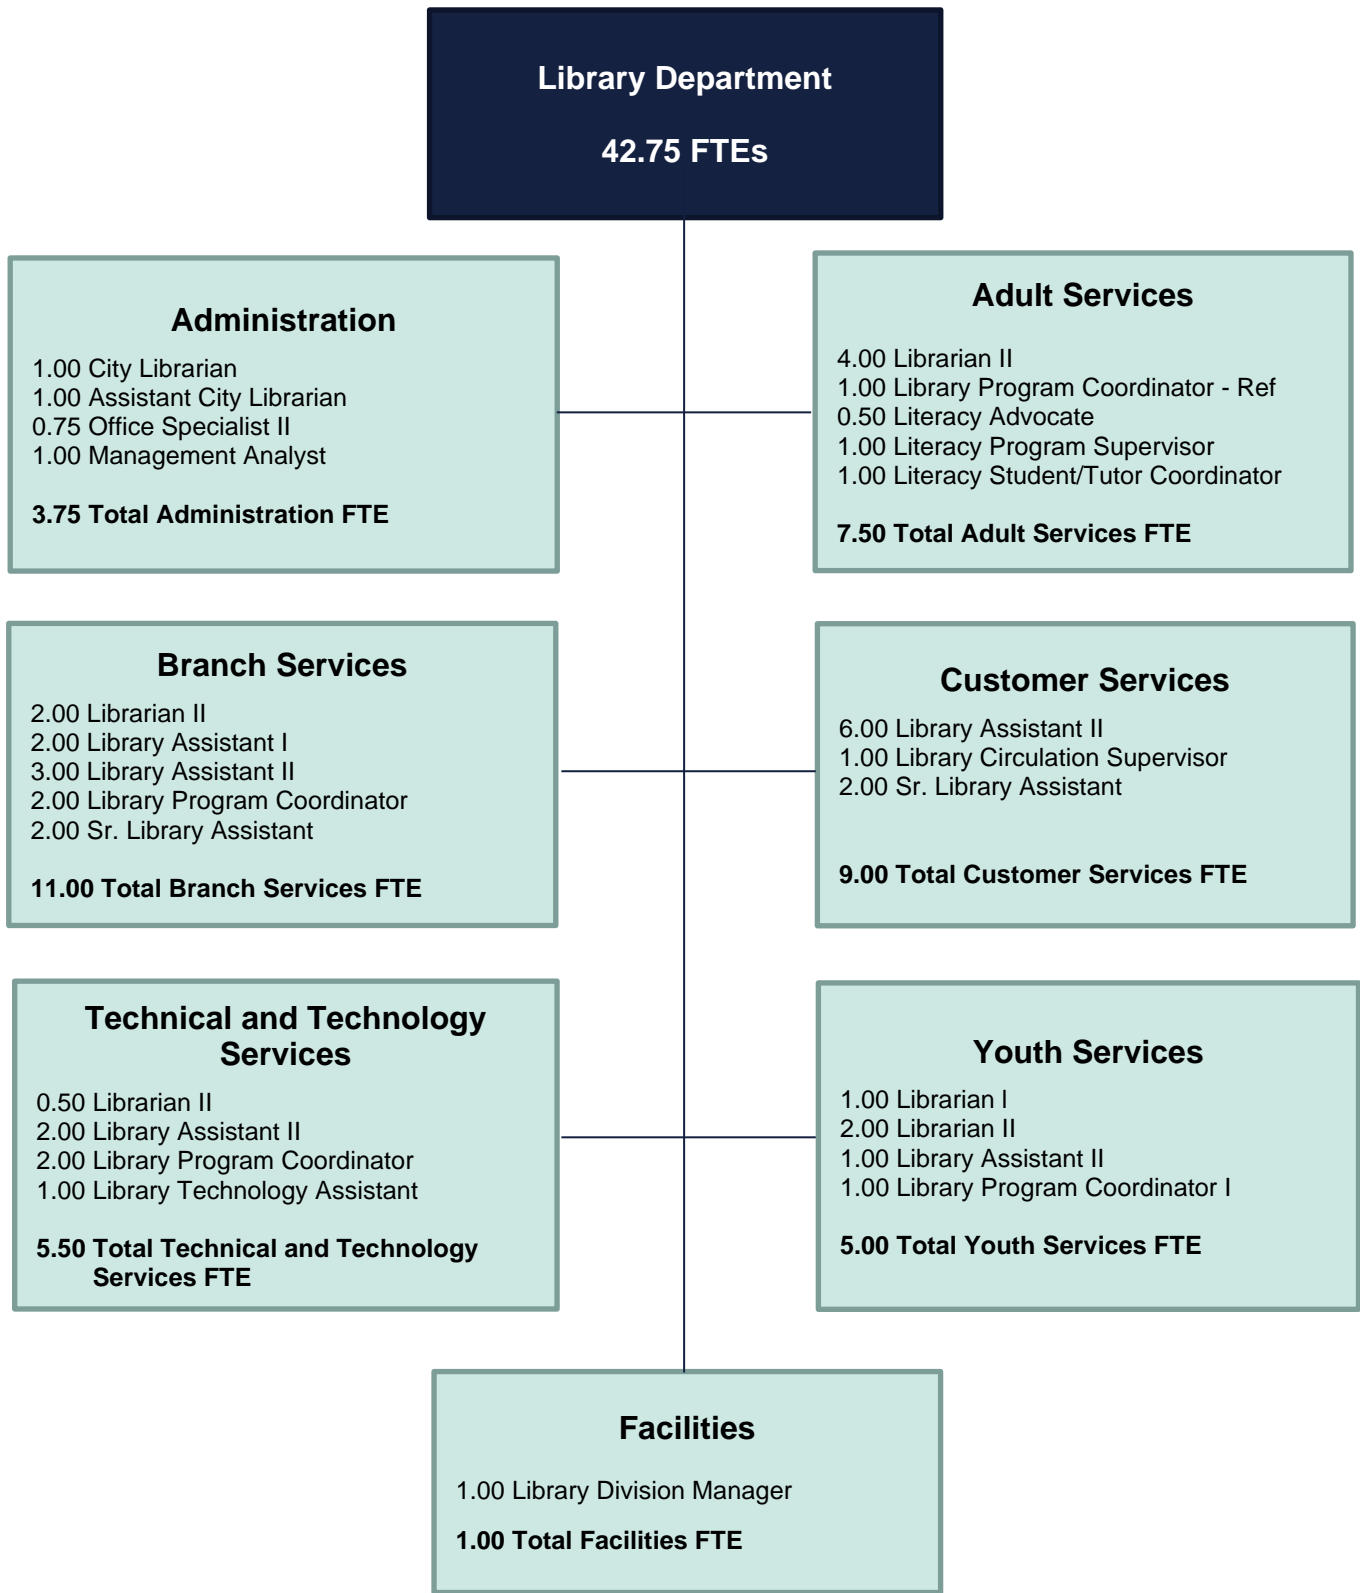 Library Department
42.75 FTEs
Administration
1.00 City Librarian
1.00 Assistant City Librarian
0.75 Office Specialist II
1.00 Management Analyst
3.75 Total Administration FTE
Adult Services
4.00 Librarian II
1.00 Library Program Coordinator - Ref
0.50 Literacy Advocate
1.00 Literacy Program Supervisor
1.00 Literacy Student/Tutor Coordinator
7.50 Total Adult Services FTE
Branch Services
2.00 Librarian II
2.00 Library Assistant I
3.00 Library Assistant II
2.00 Library Program Coordinator
2.00 Sr. Library Assistant
11.00 Total Branch Services FTE
Customer Services
6.00 Library Assistant II
1.00 Library Circulation Supervisor
2.00 Sr. Library Assistant
9.00 Total Customer Services FTE
Technical and Technology
Services
0.50 Librarian II
2.00 Library Assistant II
2.00 Library Program Coordinator
1.00 Library Technology Assistant
5.50 Total Technical and Technology
Services FTE
Youth Services
1.00 Librarian I
2.00 Librarian II
1.00 Library Assistant II
1.00 Library Program Coordinator I
5.00 Total Youth Services FTE
Facilities
1.00 Library Division Manager
1.00 Total Facilities FTE